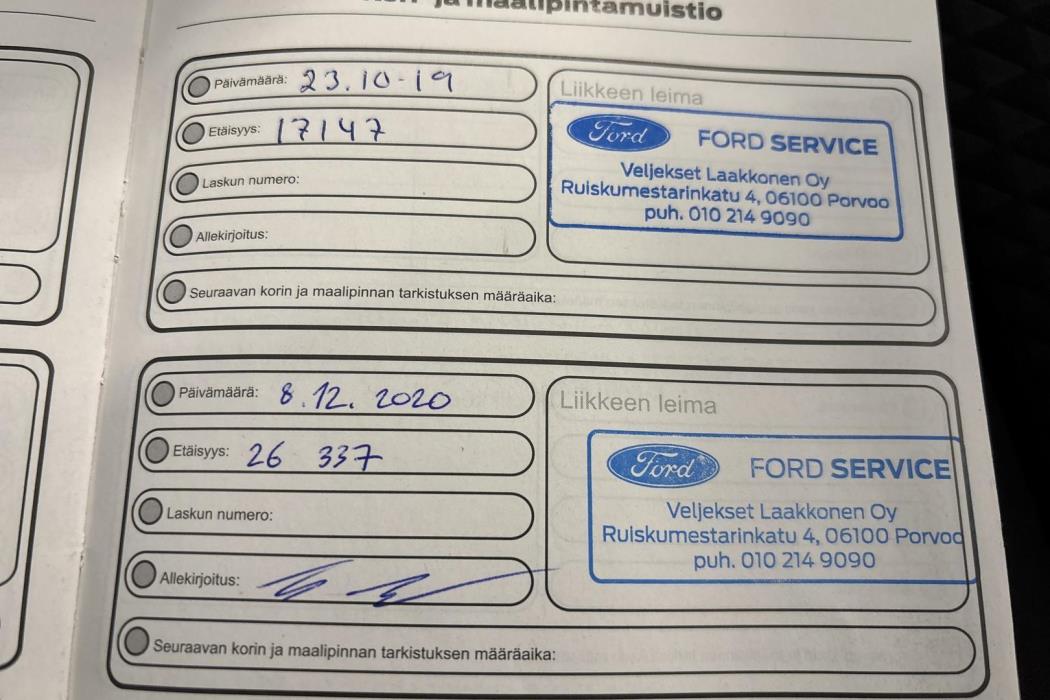 ja maalipintamuistio
Päivämäärä: 23.10-19
Etäisyys: 17147
Laskun numero:
Allekirjoitus:
Liikkeen leima
Ford FORD SERVICE
Veljekset Laakkonen Oy
Ruiskumestarinkatu 4, 06100 Porvoo
puh. 010 214 9090
Seuraavan korin ja maalipinnan tarkistuksen määräaika:
Päivämäärä: 8.12. 2020
Etäisyys: 26 337
Laskun numero:
Allekirjoitus:
Liikkeen leima
Ford FORD SERVICE
Veljekset Laakkonen Oy
Ruiskumestarinkatu 4, 06100 Porvoo
puh. 010 214 9090
Seuraavan korin ja maalipinnan tarkistuksen määräaika: